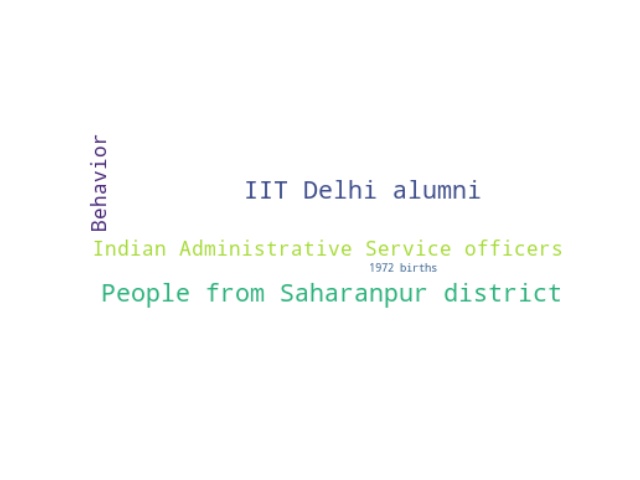 Behavior
IIT Delhi alumni
Indian Administrative Service officers
1972 births
People from Saharanpur district